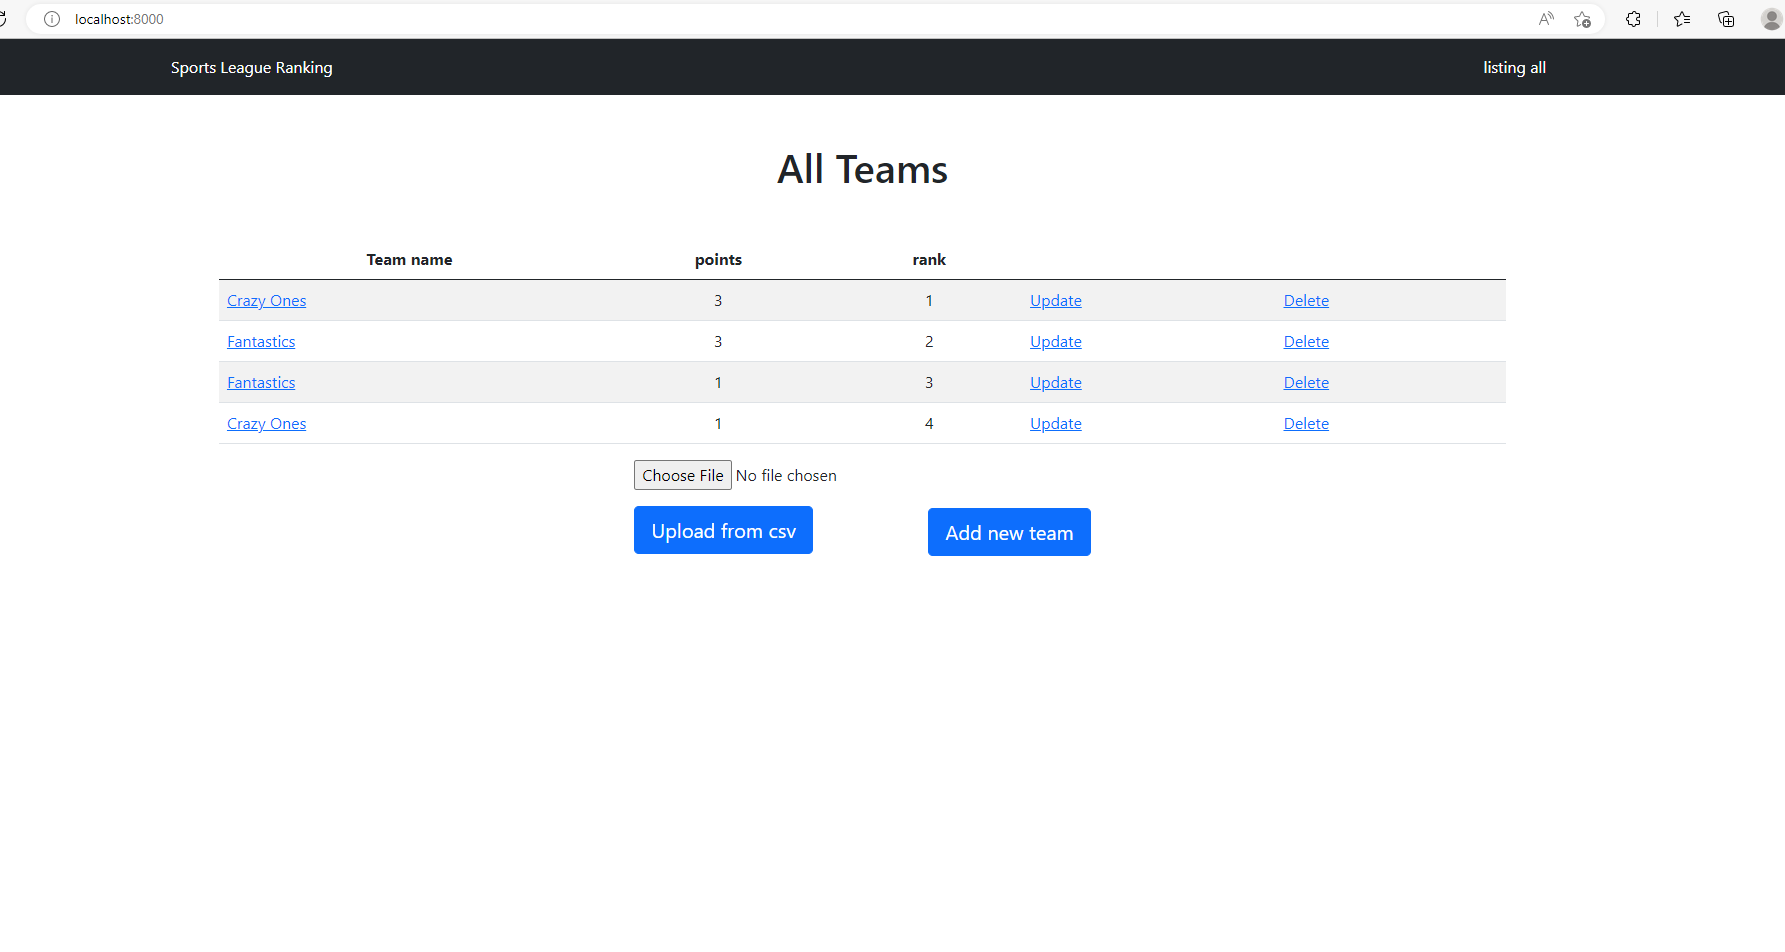 localhost:8000
Sports League Ranking listing all
All Teams
Team name points rank
Crazy Ones 3 1 Update Delete
Fantastics 3 2 Update Delete
Fantastics 1 3 Update Delete
Crazy Ones 1 4 Update Delete
Choose File No file chosen
Upload from csv Add new team